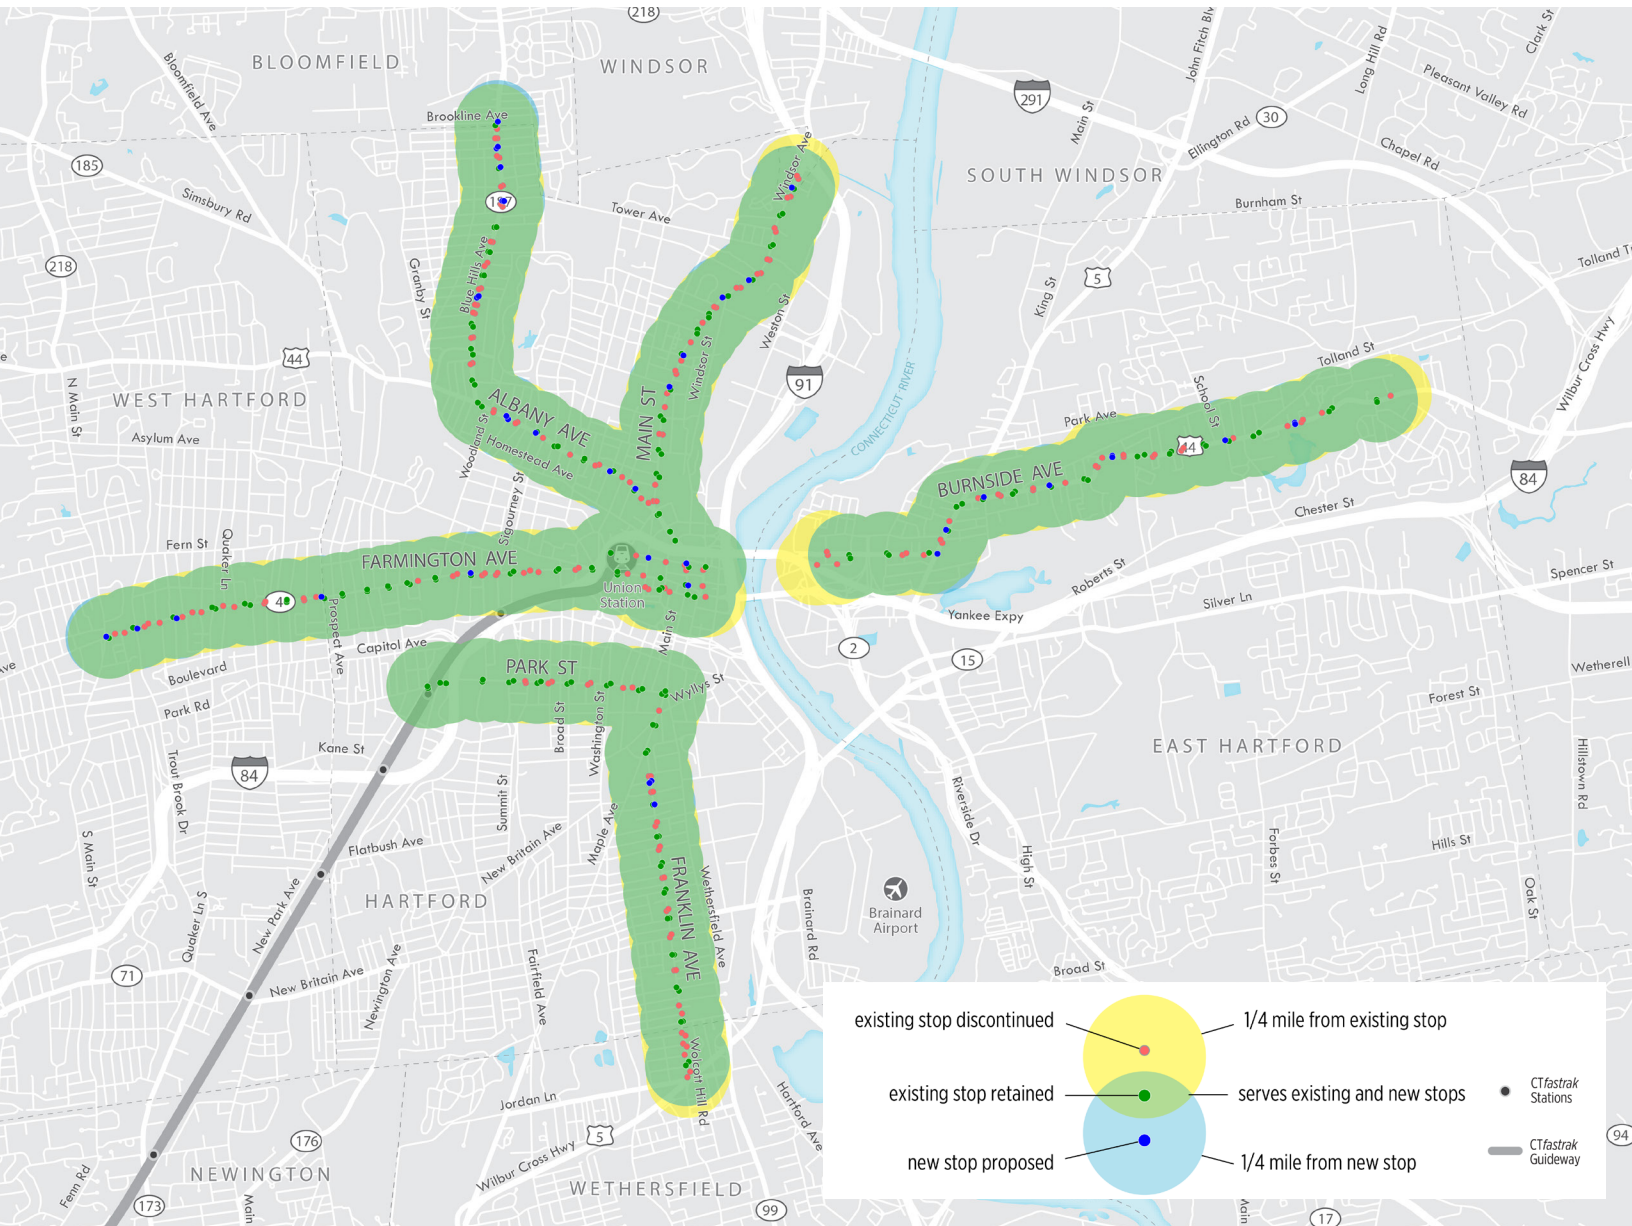 218
BLOOMFIELD
WINDSOR
Bloomfield Ave
John Fitch Blv
Long Hill Rd
Clark St
Pleasant Valley Rd
291
Main St
30
Ellington Rd
Chapel Rd
Brookline Ave
185
Simsbury Rd
187
Windsor Ave
SOUTH WINDSOR
Tower Ave
Burnham St
218
Blue Hills Ave
Granby St
5
King St
Tolland T
Weston St
Windsor St
44
91
CONNECTICUT RIVER
Tolland St
Wilbur Cross Hwy
N Main St
WEST HARTFORD
Asylum Ave
ALBANY AVE
MAIN ST
Woodland St
Homestead Ave
Sigourney St
Park Ave
School St
44
BURNSIDE AVE
84
Chester St
Fern St
Quaker Ln
FARMINGTON AVE
Union
Station
4
Prospect Ave
Capitol Ave
Main St
Roberts St
Spencer St
Silver Ln
Yankee Expy
2
15
Ave
Boulevard
Park Rd
PARK ST
Wyllys St
Wetherell
Forest St
Kane St
84
Trout Brook Dr
Broad St
Washington St
EAST HARTFORD
Hillstown Rd
Summit St
Maple Ave
Riverside Dr
S Main St
Flatbush Ave
New Britain Ave
High St
Forbes St
Hills St
HARTFORD
FRANKLIN AVE
Wethersfield Ave
Brainard
Airport
Brainard Rd
Oak St
Quaker Ln S
New Park Ave
71
New Britain Ave
Newington Ave
Fairfield Ave
Broad St
Wolcott Hill Rd
Jordan Ln
Hartford Ave
5
176
Wilbur Cross Hwy
NEWINGTON
WETHERSFIELD
Fenn Rd
173
Main
99
existing stop discontinued
1/4 mile from existing stop
existing stop retained
serves existing and new stops
new stop proposed
1/4 mile from new stop
CTfastrak
Stations
CTfastrak
Guideway
94
Main
17